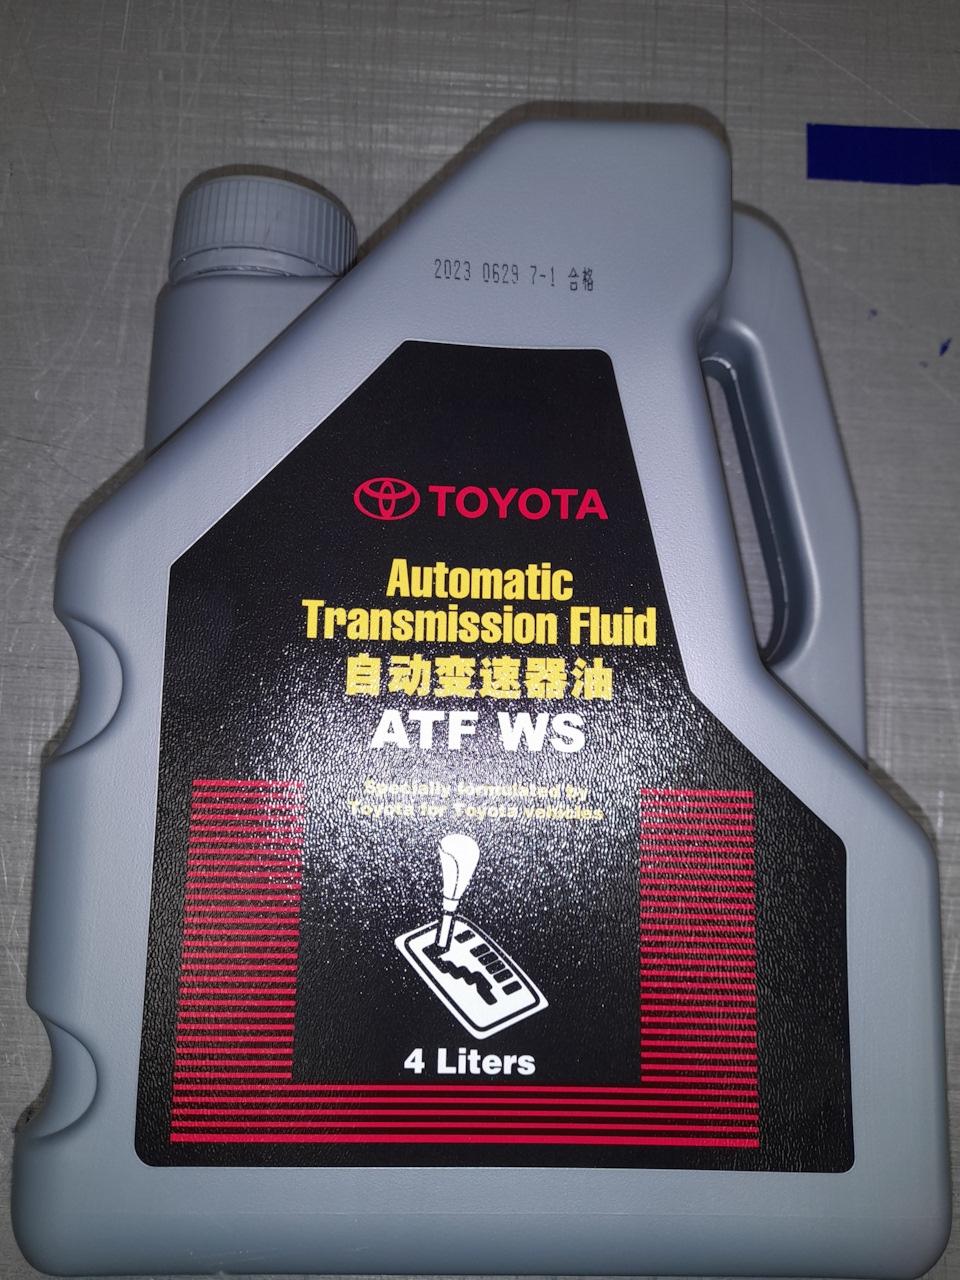 2023 0629 7-1 合格
TOYOTA
Automatic
Transmission Fluid
自动变速器油
ATF WS
Specially formulated by
Toyota for Toyota vehicles
4 Liters